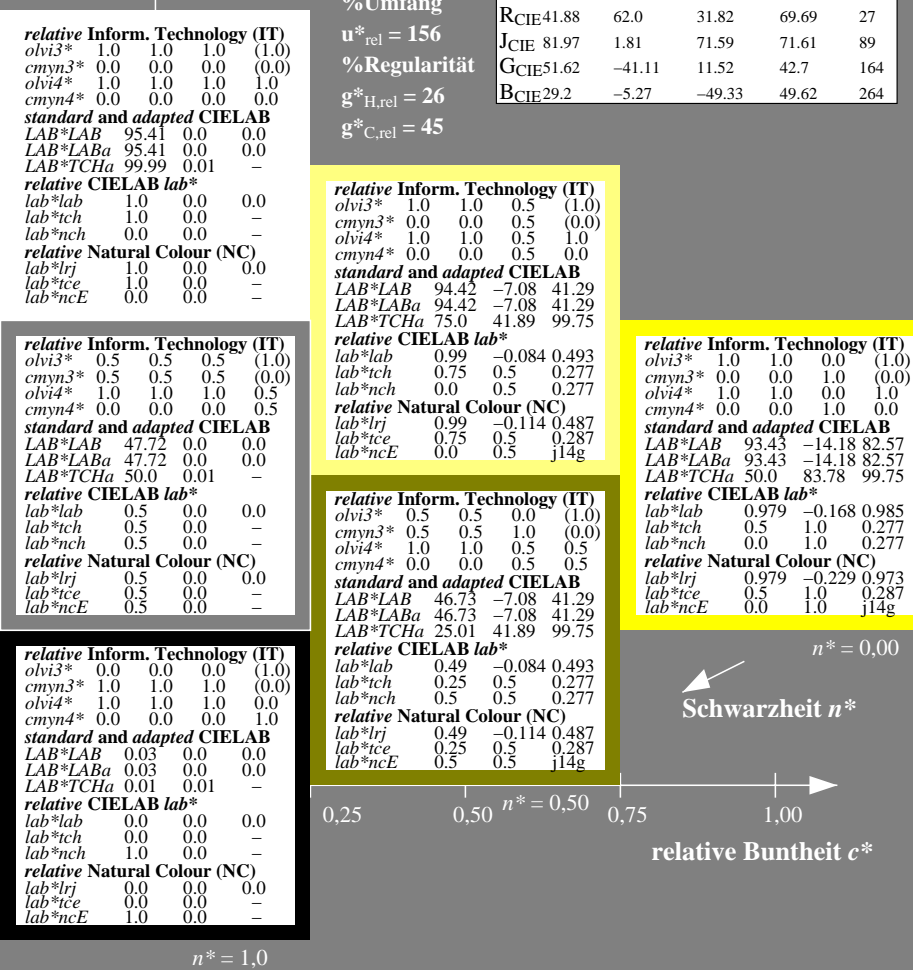 %Umfang
u*rel = 156
%Regularität
g*H,rel = 26
g*C,rel = 45
RCIE 41.88 62.0 31.82 69.69 27
JCIE 81.97 1.81 71.59 71.61 89
GCIE 51.62 −41.11 11.52 42.7 164
BCIE 29.2 −5.27 −49.33 49.62 264
relative Inform. Technology (IT)
olvi3* 1.0 1.0 1.0 (1.0)
cmyn3* 0.0 0.0 0.0 (0.0)
olvi4* 1.0 1.0 1.0 1.0
cmyn4* 0.0 0.0 0.0 0.0
standard and adapted CIELAB
LAB*LAB 95.41 0.0 0.0
LAB*LABa 95.41 0.0 0.0
LAB*TCHa 99.99 0.01 –
relative CIELAB lab*
lab*lab 1.0 0.0 0.0
lab*tch 1.0 0.0 –
lab*nch 0.0 0.0 –
relative Natural Colour (NC)
lab*lrj 1.0 0.0 0.0
lab*tce 1.0 0.0 –
lab*ncE 0.0 0.0 –
relative Inform. Technology (IT)
olvi3* 1.0 1.0 0.5 (1.0)
cmyn3* 0.0 0.0 0.5 (0.0)
olvi4* 1.0 1.0 0.5 1.0
cmyn4* 0.0 0.0 0.5 0.0
standard and adapted CIELAB
LAB*LAB 94.42 −7.08 41.29
LAB*LABa 94.42 −7.08 41.29
LAB*TCHa 75.0 41.89 99.75
relative CIELAB lab*
lab*lab 0.99 −0.084 0.493
lab*tch 0.75 0.5 0.277
lab*nch 0.0 0.5 0.277
relative Natural Colour (NC)
lab*lrj 0.99 −0.114 0.487
lab*tce 0.75 0.5 0.287
lab*ncE 0.0 0.5 j14g
relative Inform. Technology (IT)
olvi3* 0.5 0.5 0.5 (1.0)
cmyn3* 0.5 0.5 0.5 (0.0)
olvi4* 1.0 1.0 1.0 0.5
cmyn4* 0.0 0.0 0.0 0.5
standard and adapted CIELAB
LAB*LAB 47.72 0.0 0.0
LAB*LABa 47.72 0.0 0.0
LAB*TCHa 50.0 0.01 –
relative CIELAB lab*
lab*lab 0.5 0.0 0.0
lab*tch 0.5 0.0 –
lab*nch 0.5 0.0 –
relative Natural Colour (NC)
lab*lrj 0.5 0.0 0.0
lab*tce 0.5 0.0 –
lab*ncE 0.5 0.0 –
relative Inform. Technology (IT)
olvi3* 1.0 1.0 0.0 (1.0)
cmyn3* 0.0 0.0 1.0 (0.0)
olvi4* 1.0 1.0 0.0 1.0
cmyn4* 0.0 0.0 1.0 0.0
standard and adapted CIELAB
LAB*LAB 93.43 −14.18 82.57
LAB*LABa 93.43 −14.18 82.57
LAB*TCHa 50.0 83.78 99.75
relative CIELAB lab*
lab*lab 0.979 −0.168 0.985
lab*tch 0.5 1.0 0.277
lab*nch 0.0 1.0 0.277
relative Natural Colour (NC)
lab*lrj 0.979 −0.229 0.973
lab*tce 0.5 1.0 0.287
lab*ncE 0.0 1.0 j14g
relative Inform. Technology (IT)
olvi3* 0.5 0.5 0.0 (1.0)
cmyn3* 0.5 0.5 1.0 (0.0)
olvi4* 1.0 1.0 0.5 0.5
cmyn4* 0.0 0.0 0.5 0.5
standard and adapted CIELAB
LAB*LAB 46.73 −7.08 41.29
LAB*LABa 46.73 −7.08 41.29
LAB*TCHa 25.01 41.89 99.75
relative CIELAB lab*
lab*lab 0.49 −0.084 0.493
lab*tch 0.25 0.5 0.277
lab*nch 0.5 0.5 0.277
relative Natural Colour (NC)
lab*lrj 0.49 −0.114 0.487
lab*tce 0.25 0.5 0.287
lab*ncE 0.5 0.5 j14g
relative Inform. Technology (IT)
olvi3* 0.0 0.0 0.0 (1.0)
cmyn3* 1.0 1.0 1.0 (0.0)
olvi4* 1.0 1.0 1.0 0.0
cmyn4* 0.0 0.0 0.0 1.0
standard and adapted CIELAB
LAB*LAB 0.03 0.0 0.0
LAB*LABa 0.03 0.0 0.0
LAB*TCHa 0.01 0.01 –
relative CIELAB lab*
lab*lab 0.0 0.0 0.0
lab*tch 0.0 0.0 –
lab*nch 1.0 0.0 –
relative Natural Colour (NC)
lab*lrj 0.0 0.0 0.0
lab*tce 0.0 0.0 –
lab*ncE 1.0 0.0 –
n* = 0,00
Schwarzheit n*
0,25 0,50 n* = 0,50 0,75 1,00
relative Buntheit c*
n* = 1,0